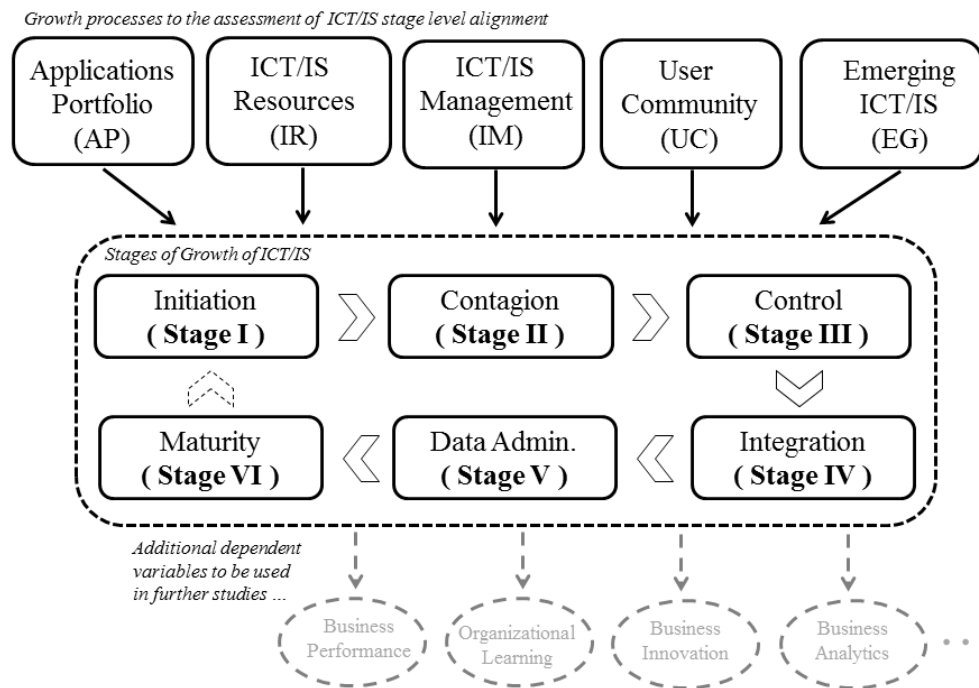 Growth processes to the assessment of ICT/IS stage level alignment
Applications
Portfolio
(AP)
ICT/IS
Resources
(IR)
ICT/IS
Management
(IM)
User
Community
(UC)
Emerging
ICT/IS
(EG)
Stages of Growth of ICT/IS
Initiation
( Stage I )
Contagion
( Stage II )
Control
( Stage III )
Maturity
( Stage VI )
Data Admin.
( Stage V )
Integration
( Stage IV )
Additional dependent
variables to be used
in further studies ...
Business
Performance
Organizational
Learning
Business
Innovation
Business
Analytics